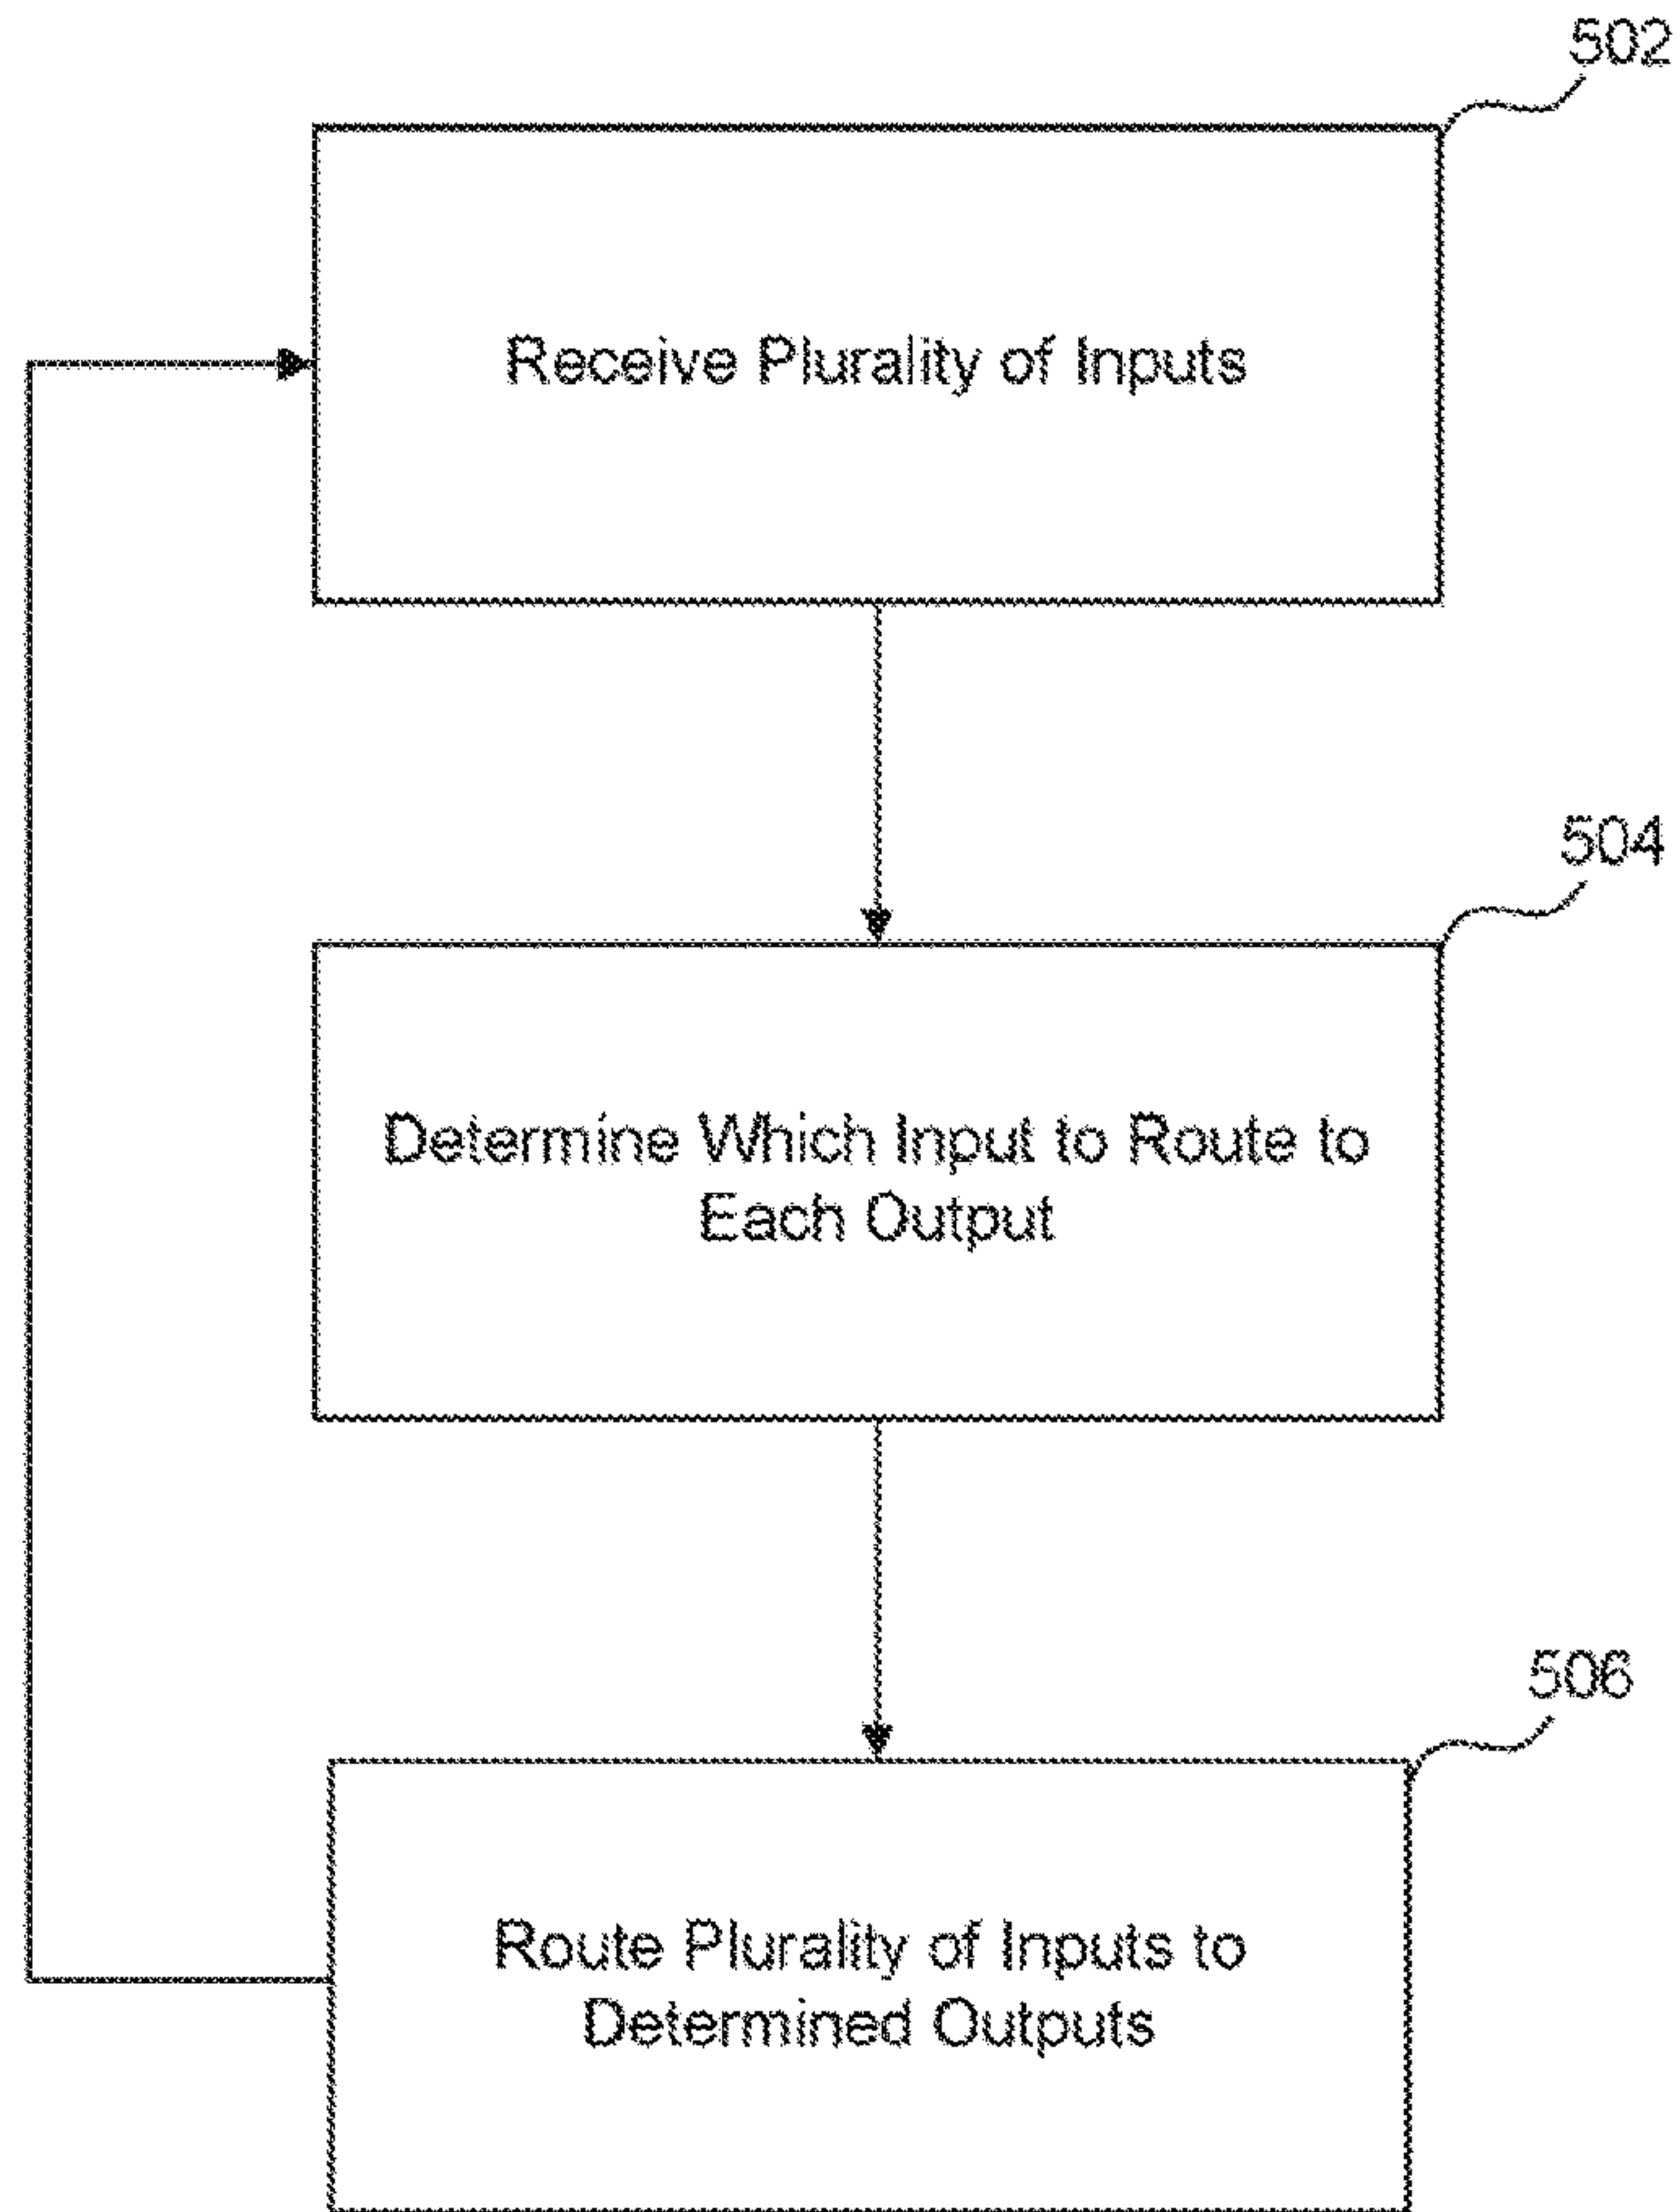 502
Receive Plurality of Inputs
504
Determine Which Input to Route to
Each Output
506
Route Plurality of Inputs to
Determined Outputs